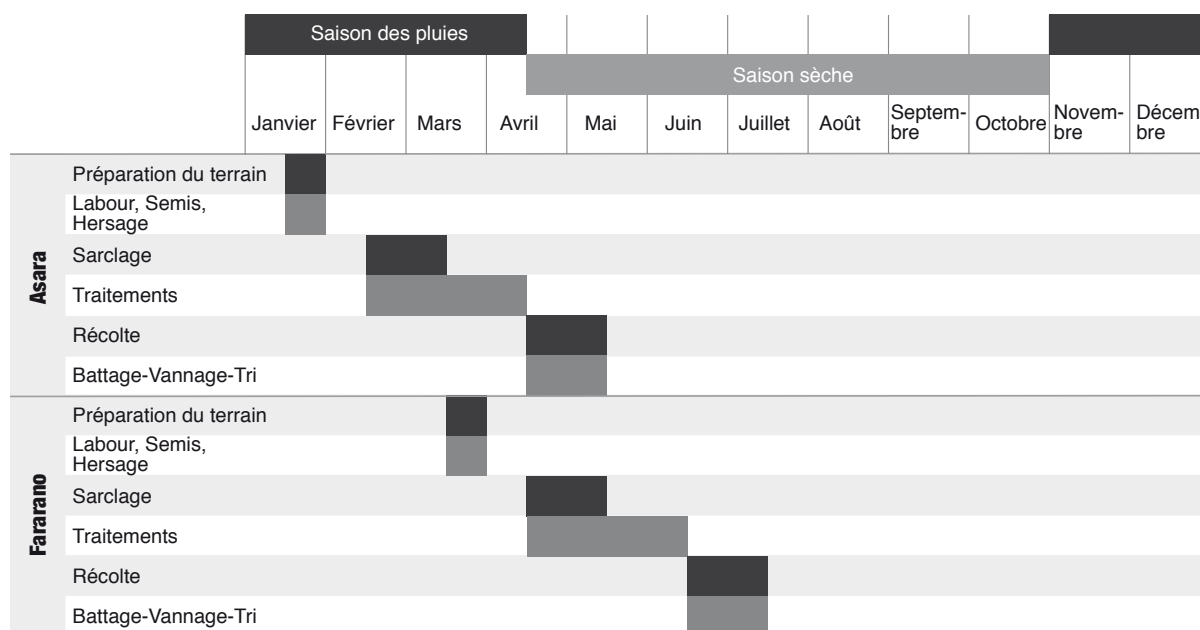 Saison des pluies
Saison sèche
Janvier Février Mars Avril Mai Juin Juillet Août Septem-
bre Octobre Novem-
bre Décem
bre
Asara
Préparation du terrain
Labour, Semis,
Hersage
Sarclage
Traitements
Récolte
Battage-Vannage-Tri
Fararano
Préparation du terrain
Labour, Semis,
Hersage
Sarclage
Traitements
Récolte
Battage-Vannage-Tri